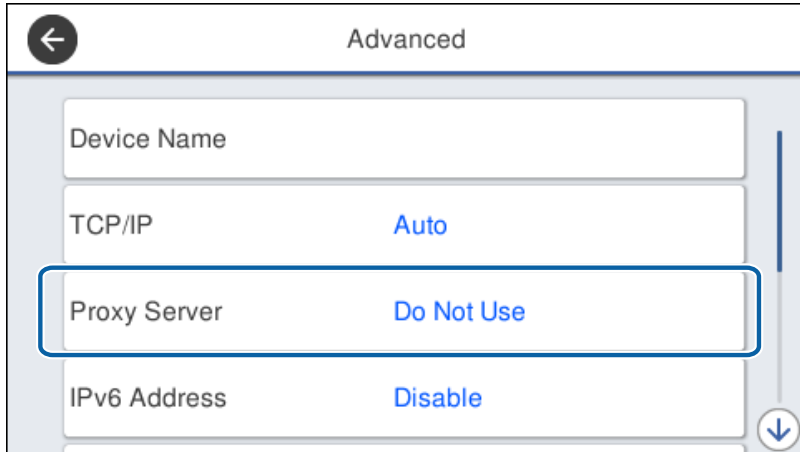 Advanced
Device Name
TCP/IP Auto
Proxy Server Do Not Use
IPv6 Address Disable